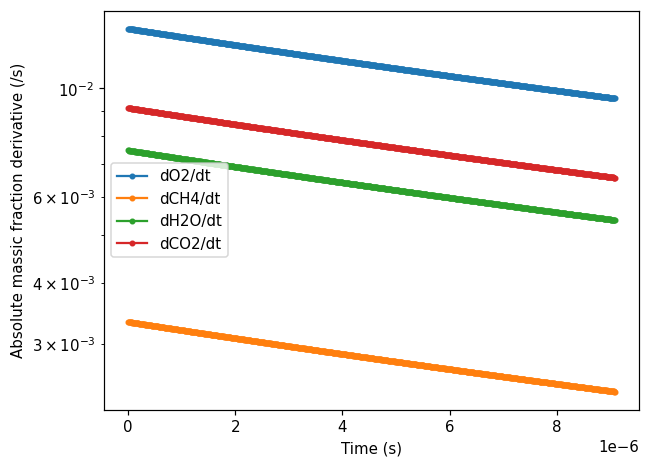 Absolute massic fraction derivative (/s)
10⁻²
6 × 10⁻³
4 × 10⁻³
3 × 10⁻³
dO2/dt
dCH4/dt
dH2O/dt
dCO2/dt
0 2 4 6 8
1e−6
Time (s)